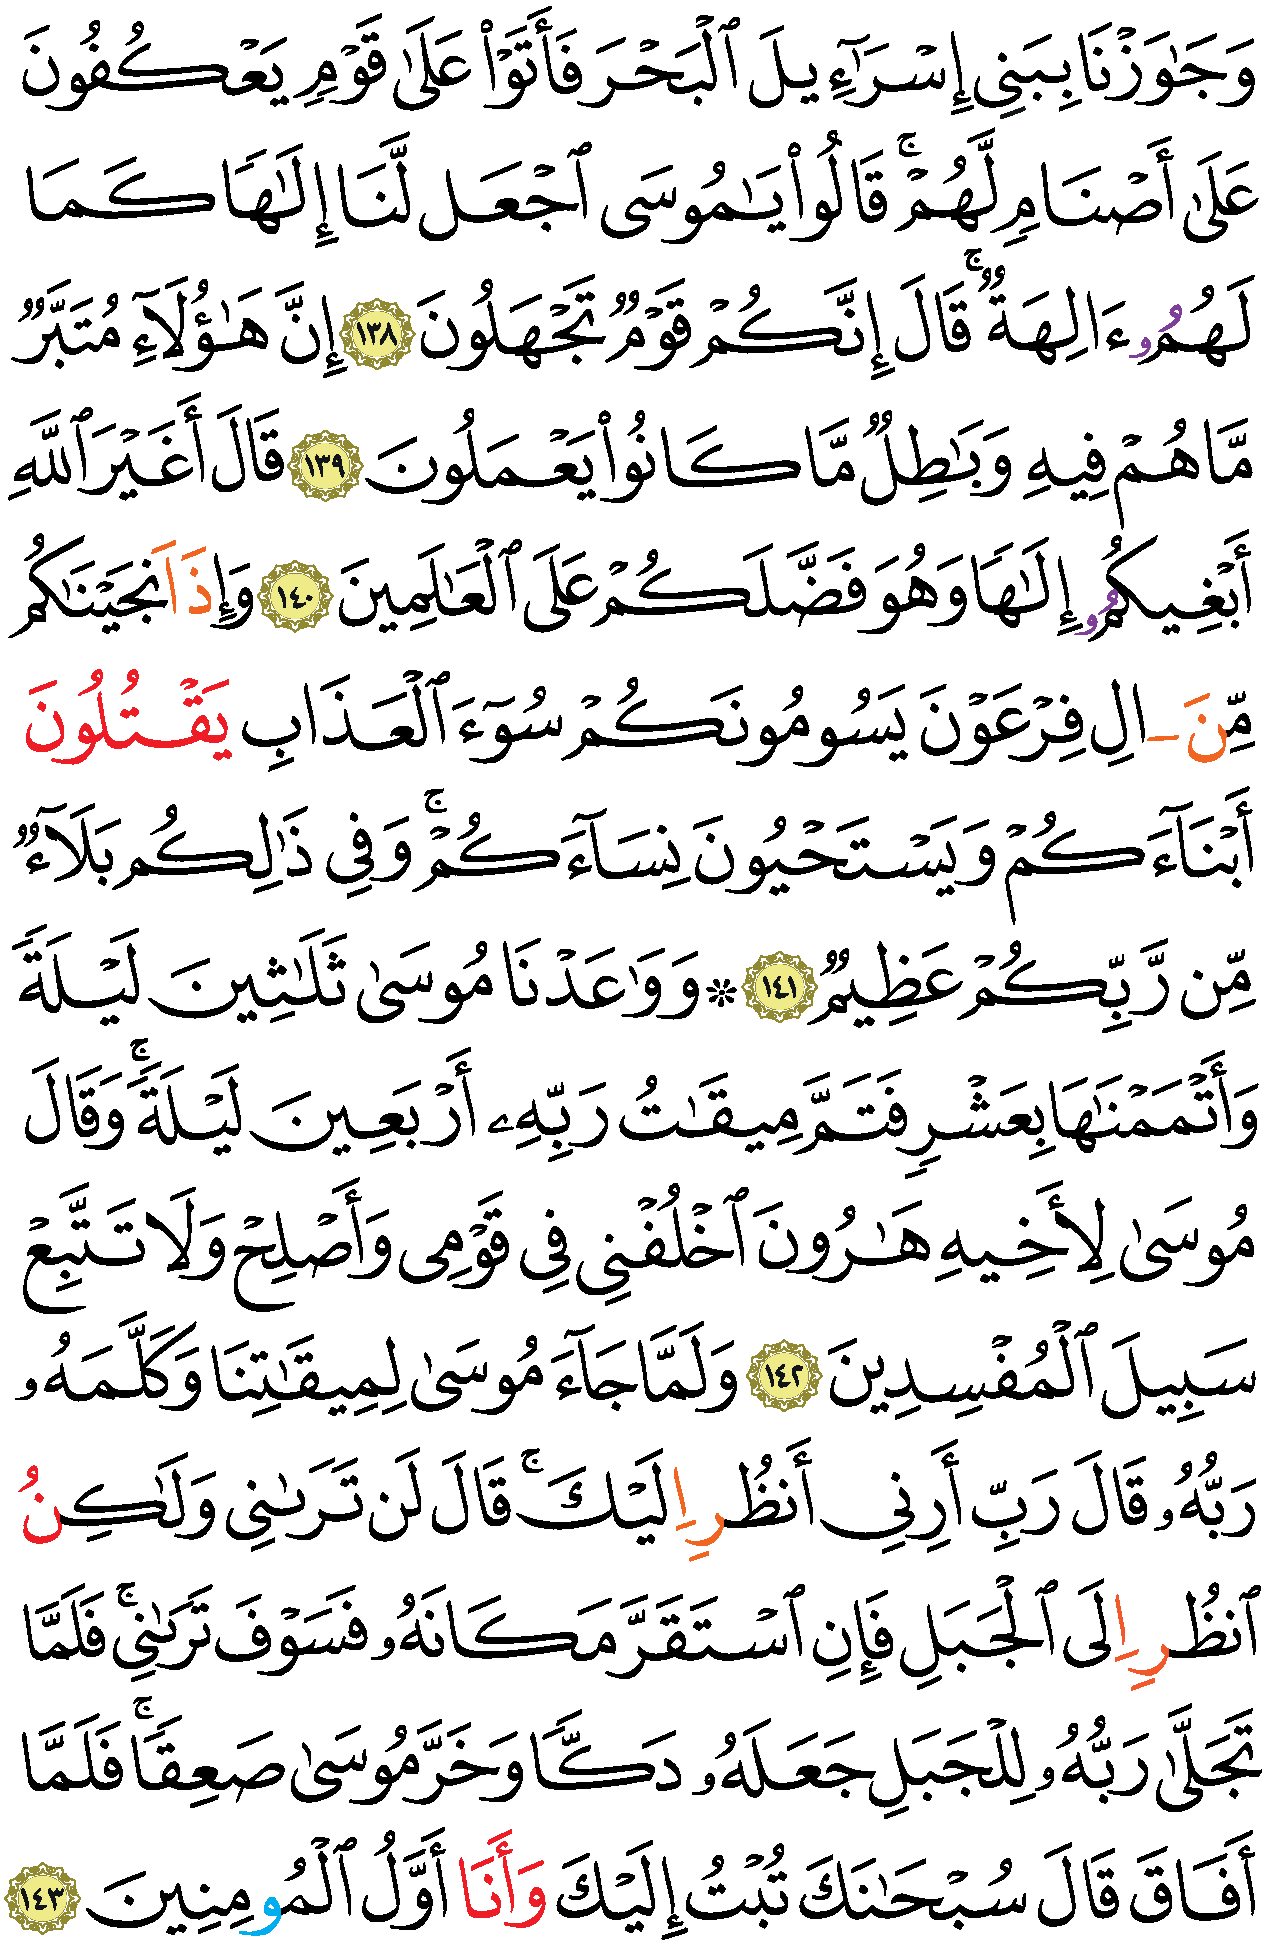 وَجَٰوَزْنَا بِبَنِي إِسْرَآءِيلَ ٱلْبَحْرَ فَأَتَوْاْ عَلَىٰ قَوْمٖ يَعْكُفُونَ
عَلَىٰ أَصْنَامٖ لَّهُمْۚ قَالُواْ يَٰمُوسَى ٱجْعَل لَّنَا إِلَٰهٗا كَمَا
لَهُمُۥ ءَالِهَةٞۚ قَالَ إِنَّكُمْ قَوْمٞ تَجْهَلُونَ ١٣٨ إِنَّ هَٰؤُلَآءِ مُتَبَّرٞ
مَّا هُمْ فِيهِ وَبَٰطِلٞ مَّا كَانُواْ يَعْمَلُونَ ١٣٩ قَالَ أَغَيْرَ ٱللَّهِ
أَبْغِيكُمُۥ إِلَٰهٗا وَهُوَ فَضَّلَكُمْ عَلَى ٱلْعَٰلَمِينَ ١٤٠ وَإِذَ اَنجَيْنَٰكُم
مِّنَ ـ الِ فِرْعَوْنَ يَسُومُونَكُمْ سُوٓءَ ٱلْعَذَابِ يَقْتُلُونَ
أَبْنَآءَكُمْ وَيَسْتَحْيُونَ نِسَآءَكُمْۚ وَفِي ذَٰلِكُم بَلَآءٞ
مِّن رَّبِّكُمْ عَظِيمٞ ١٤١ ۞ وَوَٰعَدْنَا مُوسَىٰ ثَلَٰثِينَ لَيْلَةٗ
وَأَتْمَمْنَٰهَا بِعَشْرٖ فَتَمَّ مِيقَٰتُ رَبِّهِۦ أَرْبَعِينَ لَيْلَةٗۚ وَقَالَ
مُوسَىٰ لِأَخِيهِ هَٰرُونَ ٱخْلُفْنِي فِي قَوْمِي وَأَصْلِحْ وَلَا تَتَّبِعْ
سَبِيلَ ٱلْمُفْسِدِينَ ١٤٢ وَلَمَّا جَآءَ مُوسَىٰ لِمِيقَٰتِنَا وَكَلَّمَهُۥ
رَبُّهُۥ قَالَ رَبِّ أَرِنِي أَنظُرِ اِلَيْكَۚ قَالَ لَن تَرَىٰنِي وَلَٰكِنُ
ٱنظُرِ اِلَى ٱلْجَبَلِ فَإِنِ ٱسْتَقَرَّ مَكَانَهُۥ فَسَوْفَ تَرَىٰنِيۚ فَلَمَّا
تَجَلَّىٰ رَبُّهُۥ لِلْجَبَلِ جَعَلَهُۥ دَكّٗا وَخَرَّ مُوسَىٰ صَعِقٗاۚ فَلَمَّا
أَفَاقَ قَالَ سُبْحَٰنَكَ تُبْتُ إِلَيْكَ وَأَنَا أَوَّلُ ٱلْمُومِنِينَ ١٤٣